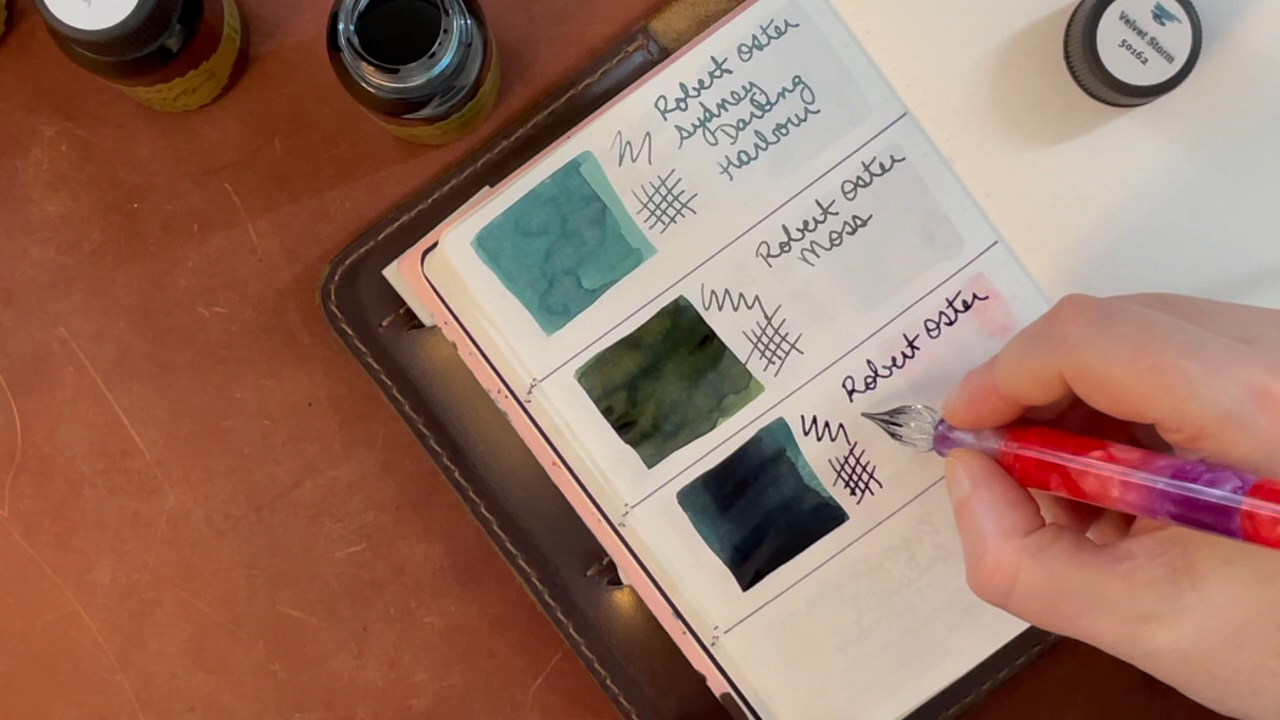 Robert Oster
Sydney
Darling
Harbour
Robert Oster
Moss
Robert Oster
Velvet Storm
50162